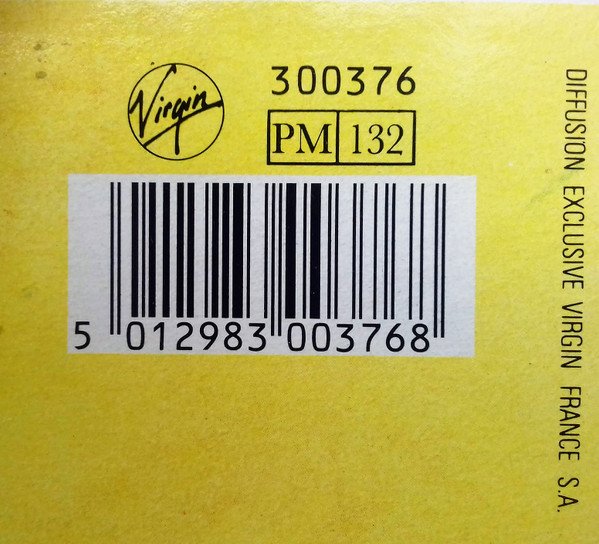 Virgin
300376
PM 132
5 012983 003768
DIFFUSION EXCLUSIVE VIRGIN FRANCE S.A.